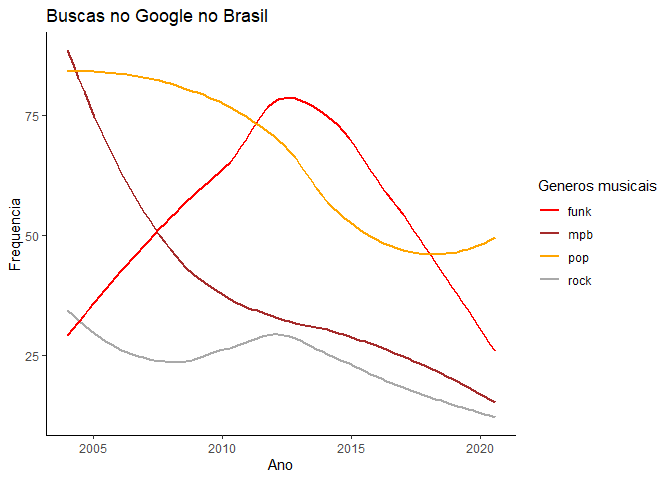 Buscas no Google no Brasil
75
50
25
Frequencia
2005
2010
2015
2020
Ano
Generos musicais
funk
mpb
pop
rock